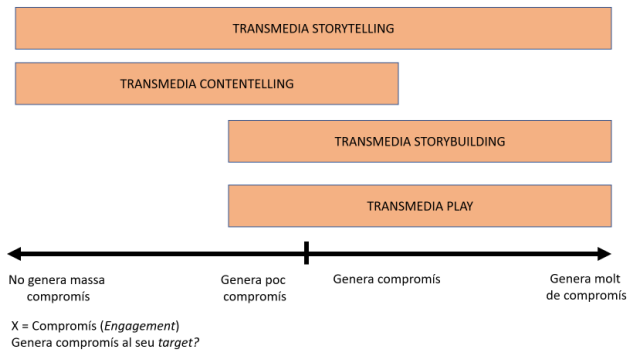 TRANSMEDIA STORYTELLING
TRANSMEDIA CONTENTELLING
TRANSMEDIA STORYBUILDING
TRANSMEDIA PLAY
No genera massa
compromís
Genera poc
compromís
Genera compromís
Genera molt
de compromís
X = Compromís (Engagement)
Genera compromís al seu target?